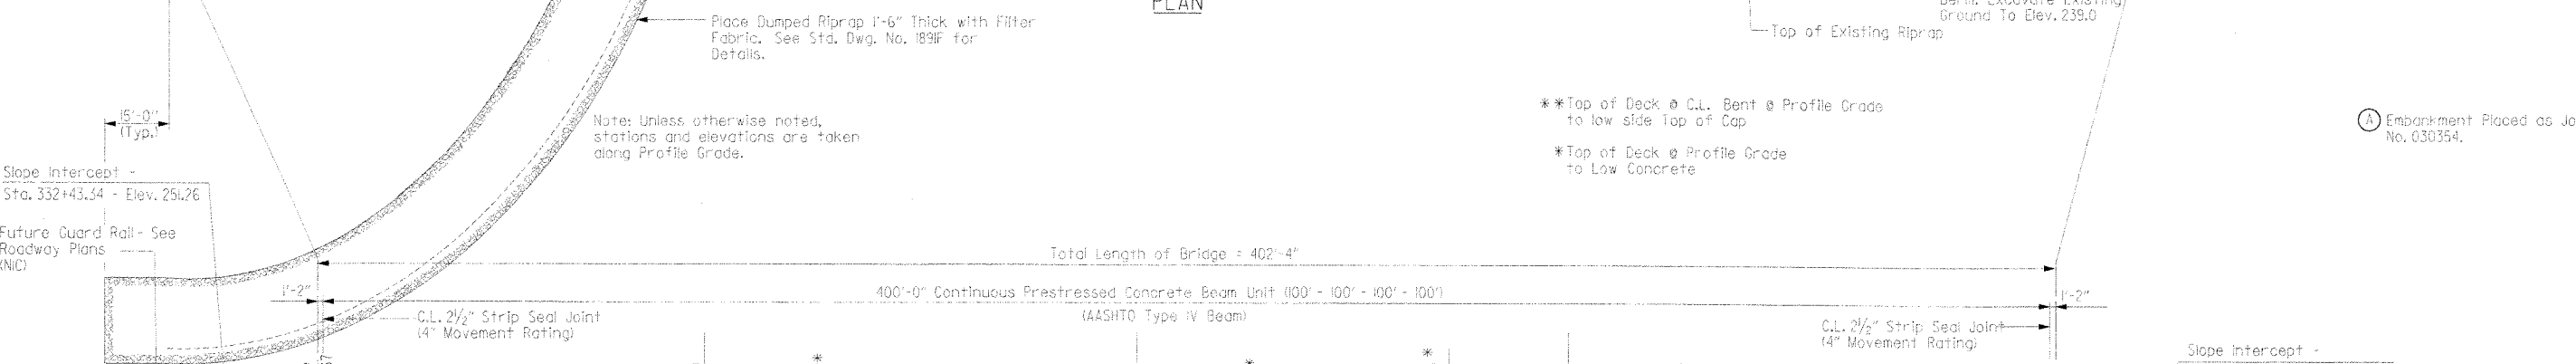 PLAN
Place Dumped Riprap 1'-6" Thick with Filter
Fabric. See Std. Dwg. No. 1891F for
Details.
Berm. Excavate Existing
Ground To Elev. 239.0
Top of Existing Riprap
15'-0"
(Typ.)
Note: Unless otherwise noted,
stations and elevations are taken
along Profile Grade.
**Top of Deck @ C.L. Bent @ Profile Grade
to low side Top of Cap
*Top of Deck @ Profile Grade
to Low Concrete
A Embankment Placed as Jo
No. 030354.
Slope Intercept -
Sta. 332+43.34 - Elev. 251.26
Future Guard Rail - See
Roadway Plans
(NIC)
Total Length of Bridge = 402'-4"
1'-2"
400'-0" Continuous Prestressed Concrete Beam Unit (100' - 100' - 100' - 100')
1'-2"
(AASHTO Type IV Beam)
C.L. 2 1/2" Strip Seal Joint
(4" Movement Rating)
C.L. 2 1/2" Strip Seal Joint
(4" Movement Rating)
*
*
*
Slope Intercept -